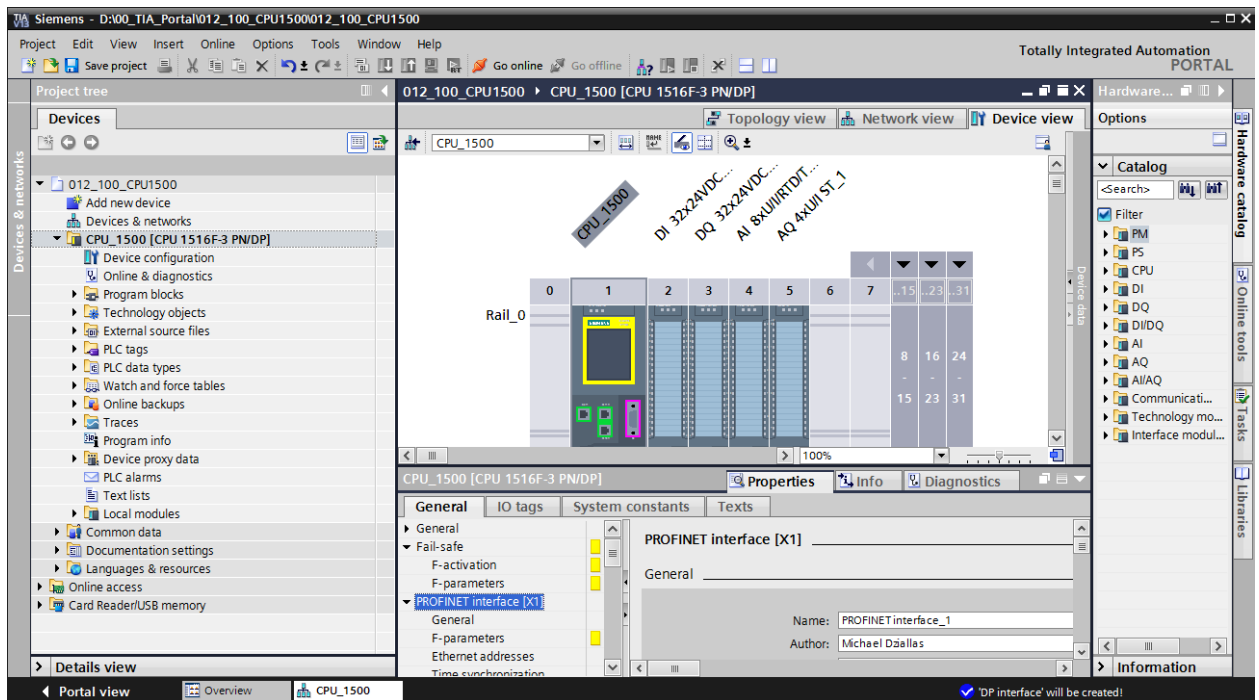 Siemens - D:\00_TIA_Portal\012_100_CPU1500\012_100_CPU1500
Project Edit View Insert Online Options Tools Window Help
Totally Integrated Automation
PORTAL
Save project Go online Go offline
Project tree
012_100_CPU1500 CPU_1500 [CPU 1516F-3 PN/DP]
Hardware...
Devices
Topology view Network view Device view
Options
CPU_1500
Catalog
<Search>
Filter
PM
PS
CPU
DI
DQ
DI/DQ
AI
AQ
AI/AQ
Communicati...
Technology mo...
Interface modul...
Information
Devices & networks
012_100_CPU1500
Add new device
Devices & networks
CPU_1500 [CPU 1516F-3 PN/DP]
Device configuration
Online & diagnostics
Program blocks
Technology objects
External source files
PLC tags
PLC data types
Watch and force tables
Online backups
Traces
Program info
Device proxy data
PLC alarms
Text lists
Local modules
Common data
Documentation settings
Languages & resources
Online access
Card Reader/USB memory
Details view
CPU_1500
DI 32x24VDC...
DQ 32x24VDC...
AI 8xU/I/RTD/T...
AQ 4xU/I ST_1
0 1 2 3 4 5 6 7 ..15 ..23 ..31
Rail_0
SIEMENS
8 16 24
- - -
15 23 31
Device data
100%
Hardware catalog
Online tools
Tasks
Libraries
CPU_1500 [CPU 1516F-3 PN/DP]
Properties Info Diagnostics
General IO tags System constants Texts
General
Fail-safe
F-activation
F-parameters
PROFINET interface [X1]
General
F-parameters
Ethernet addresses
Time synchronization
PROFINET interface [X1]
General
Name: PROFINET interface_1
Author: Michael Dziallas
Portal view Overview CPU_1500
'DP interface' will be created!